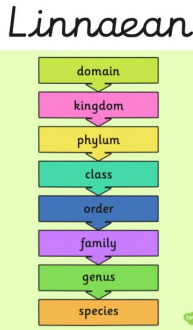 Linnaean
domain
kingdom
phylum
class
order
family
genus
species